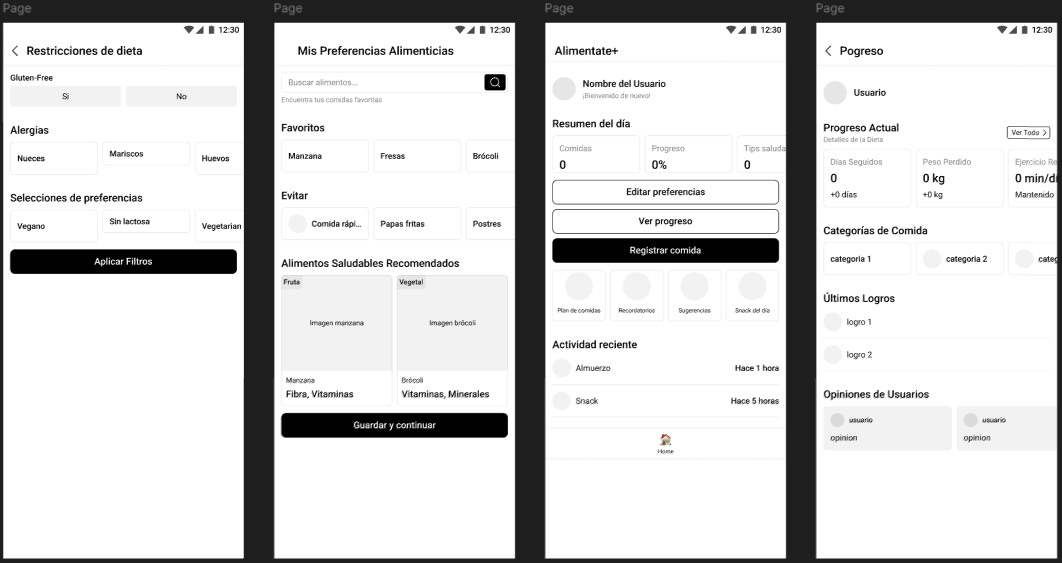 Page
12:30
Restricciones de dieta
Gluten-Free
Si No
Alergias
Nueces Mariscos Huevos
Selecciones de preferencias
Vegano Sin lactosa Vegetarian
Aplicar Filtros
Page
12:30
Mis Preferencias Alimenticias
Buscar alimentos...
Encuentra tus comidas favoritas
Favoritos
Manzana Fresas Brócoli
Evitar
Comida rápi... Papas fritas Postres
Alimentos Saludables Recomendados
Fruta Vegetal
Imagen manzana Imagen brócoli
Manzana Brócoli
Fibra, Vitaminas Vitaminas, Minerales
Guardar y continuar
Page
12:30
Alimentate+
Nombre del Usuario
¡Bienvenido de nuevo!
Resumen del día
Comidas Progreso Tips saluda
0 0% 0
Editar preferencias
Ver progreso
Registrar comida
Plan de comidas Recordatorios Sugerencias Snack del día
Actividad reciente
Almuerzo Hace 1 hora
Snack Hace 5 horas
Home
Page
12:30
Pogreso
Usuario
Progreso Actual
Ver Todo
Detalles de la Dieta
Días Seguidos Peso Perdido Ejercicio Re
0 0 kg 0 min/dí
+0 días +0 kg Mantenido
Categorías de Comida
categoria 1 categoria 2 categ
Últimos Logros
logro 1
logro 2
Opiniones de Usuarios
usuario usuario
opinion opinion